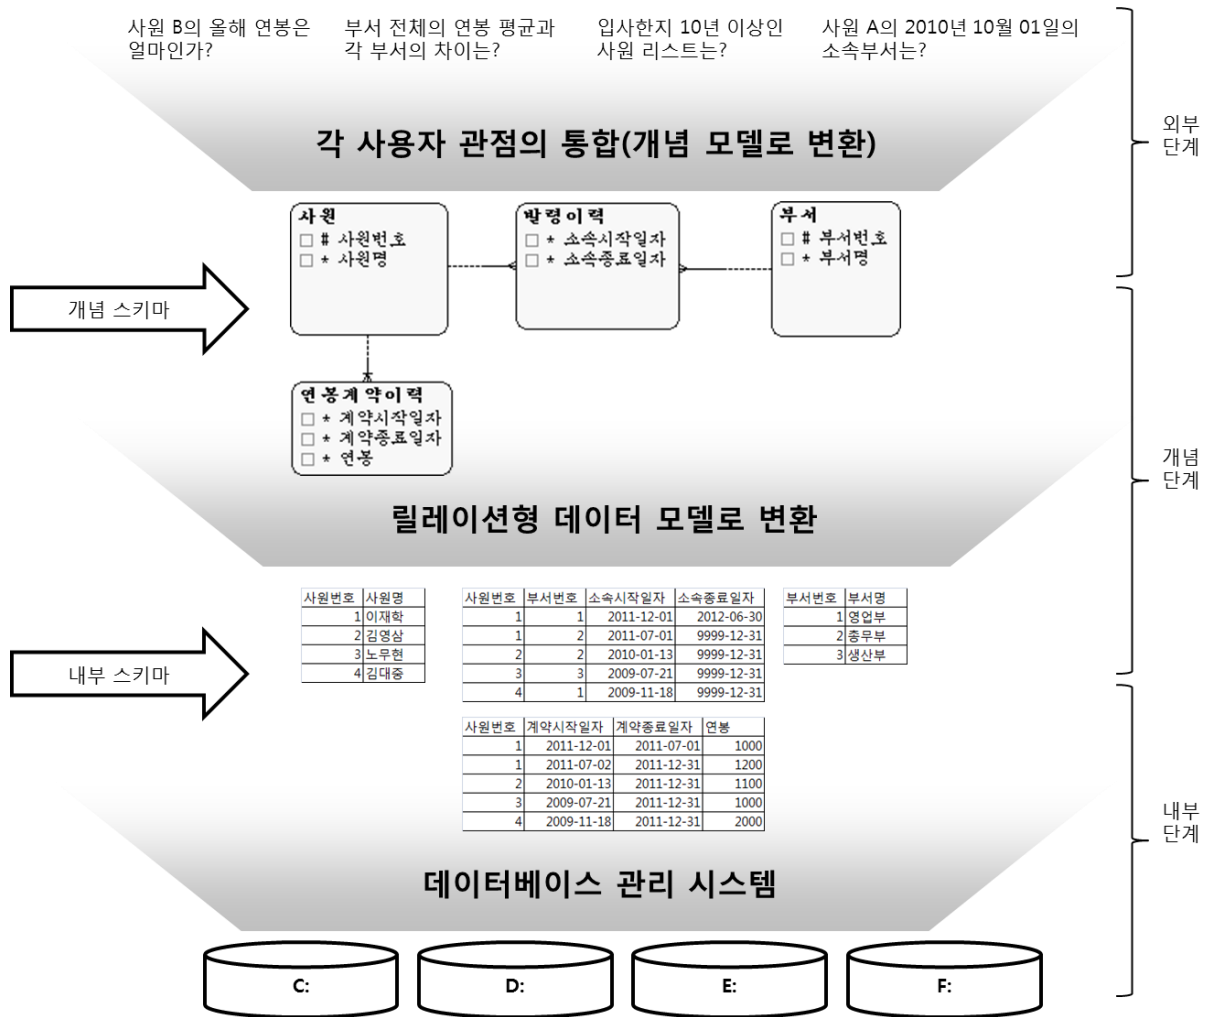 사원 B의 올해 연봉은
얼마인가?
부서 전체의 연봉 평균과
각 부서의 차이는?
입사한지 10년 이상인
사원 리스트는?
사원 A의 2010년 10월 01일의
소속부서는?
각 사용자 관점의 통합(개념 모델로 변환)
외부
단계
사원
# 사원번호
* 사원명
발령이력
* 소속시작일자
* 소속종료일자
부서
# 부서번호
* 부서명
개념 스키마
연봉계약이력
* 계약시작일자
* 계약종료일자
* 연봉
개념
단계
릴레이션형 데이터 모델로 변환
사원번호 사원명
1 이재학
2 김영삼
3 노무현
4 김대중
사원번호 부서번호 소속시작일자 소속종료일자
1 1 2011-12-01 2012-06-30
1 2 2011-07-01 9999-12-31
2 2 2010-01-13 9999-12-31
3 3 2009-07-21 9999-12-31
4 1 2009-11-18 9999-12-31
부서번호 부서명
1 영업부
2 총무부
3 생산부
내부 스키마
사원번호 계약시작일자 계약종료일자 연봉
1 2011-12-01 2011-07-01 1000
1 2011-07-02 2011-12-31 1200
2 2010-01-13 2011-12-31 1100
3 2009-07-21 2011-12-31 1000
4 2009-11-18 2011-12-31 2000
내부
단계
데이터베이스 관리 시스템
C:
D:
E:
F: